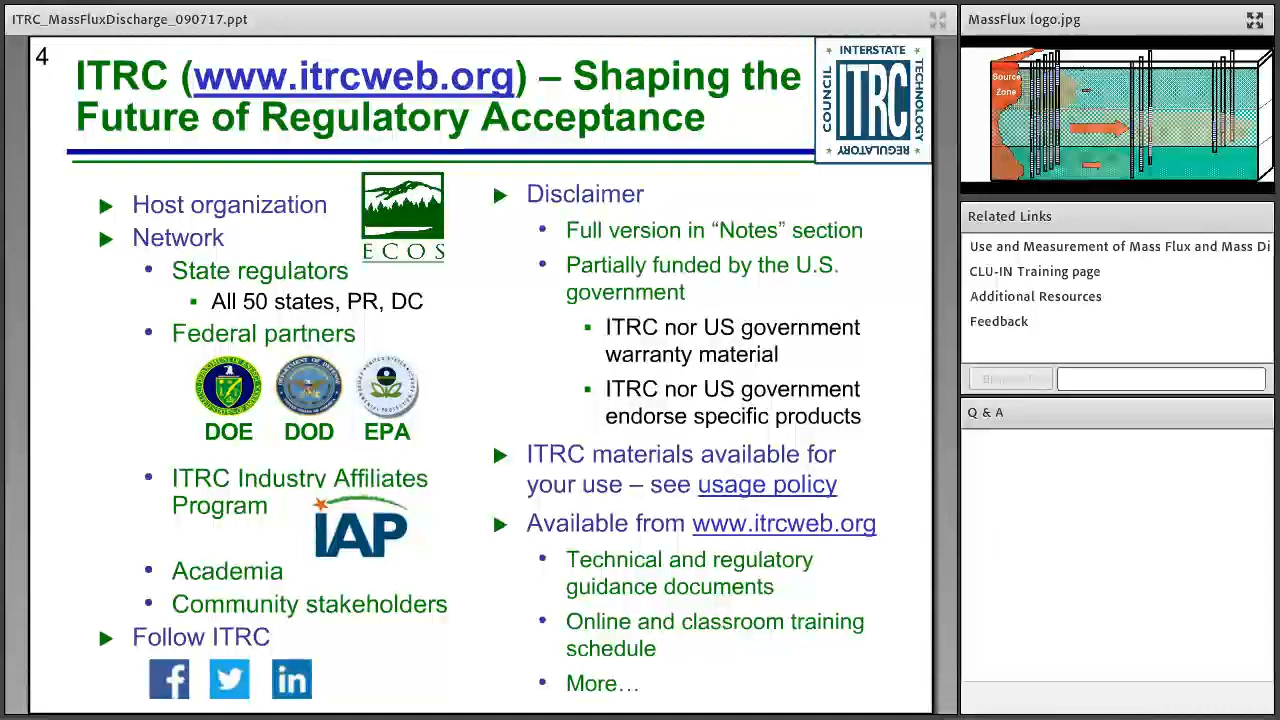 ITRC_MassFluxDischarge_090717.ppt
4
ITRC (www.itrcweb.org) – Shaping the
Future of Regulatory Acceptance
INTERSTATE
COUNCIL
ITRC
TECHNOLOGY
REGULATORY
Host organization
ECOS
Network
State regulators
All 50 states, PR, DC
Federal partners
DOE DOD EPA
ITRC Industry Affiliates
Program
IAP
Academia
Community stakeholders
Follow ITRC
Disclaimer
Full version in “Notes” section
Partially funded by the U.S.
government
ITRC nor US government
warranty material
ITRC nor US government
endorse specific products
ITRC materials available for
your use – see usage policy
Available from www.itrcweb.org
Technical and regulatory
guidance documents
Online and classroom training
schedule
More…
MassFlux logo.jpg
Source
Zone
Related Links
Use and Measurement of Mass Flux and Mass Di
CLU-IN Training page
Additional Resources
Feedback
Q & A